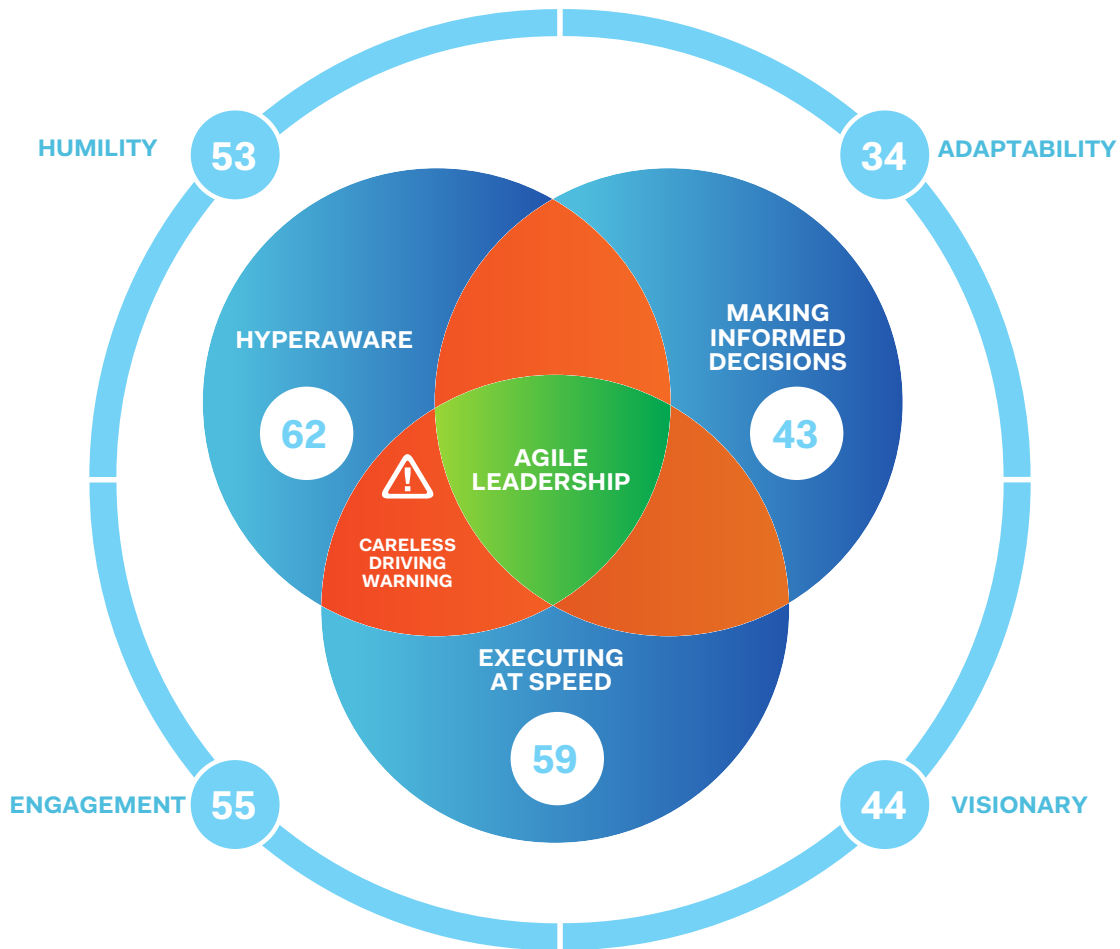 HUMILITY
53
34
ADAPTABILITY
HYPERAWARE
62
MAKING
INFORMED
DECISIONS
43
AGILE
LEADERSHIP
!
CARELESS
DRIVING
WARNING
EXECUTING
AT SPEED
59
ENGAGEMENT
55
44
VISIONARY